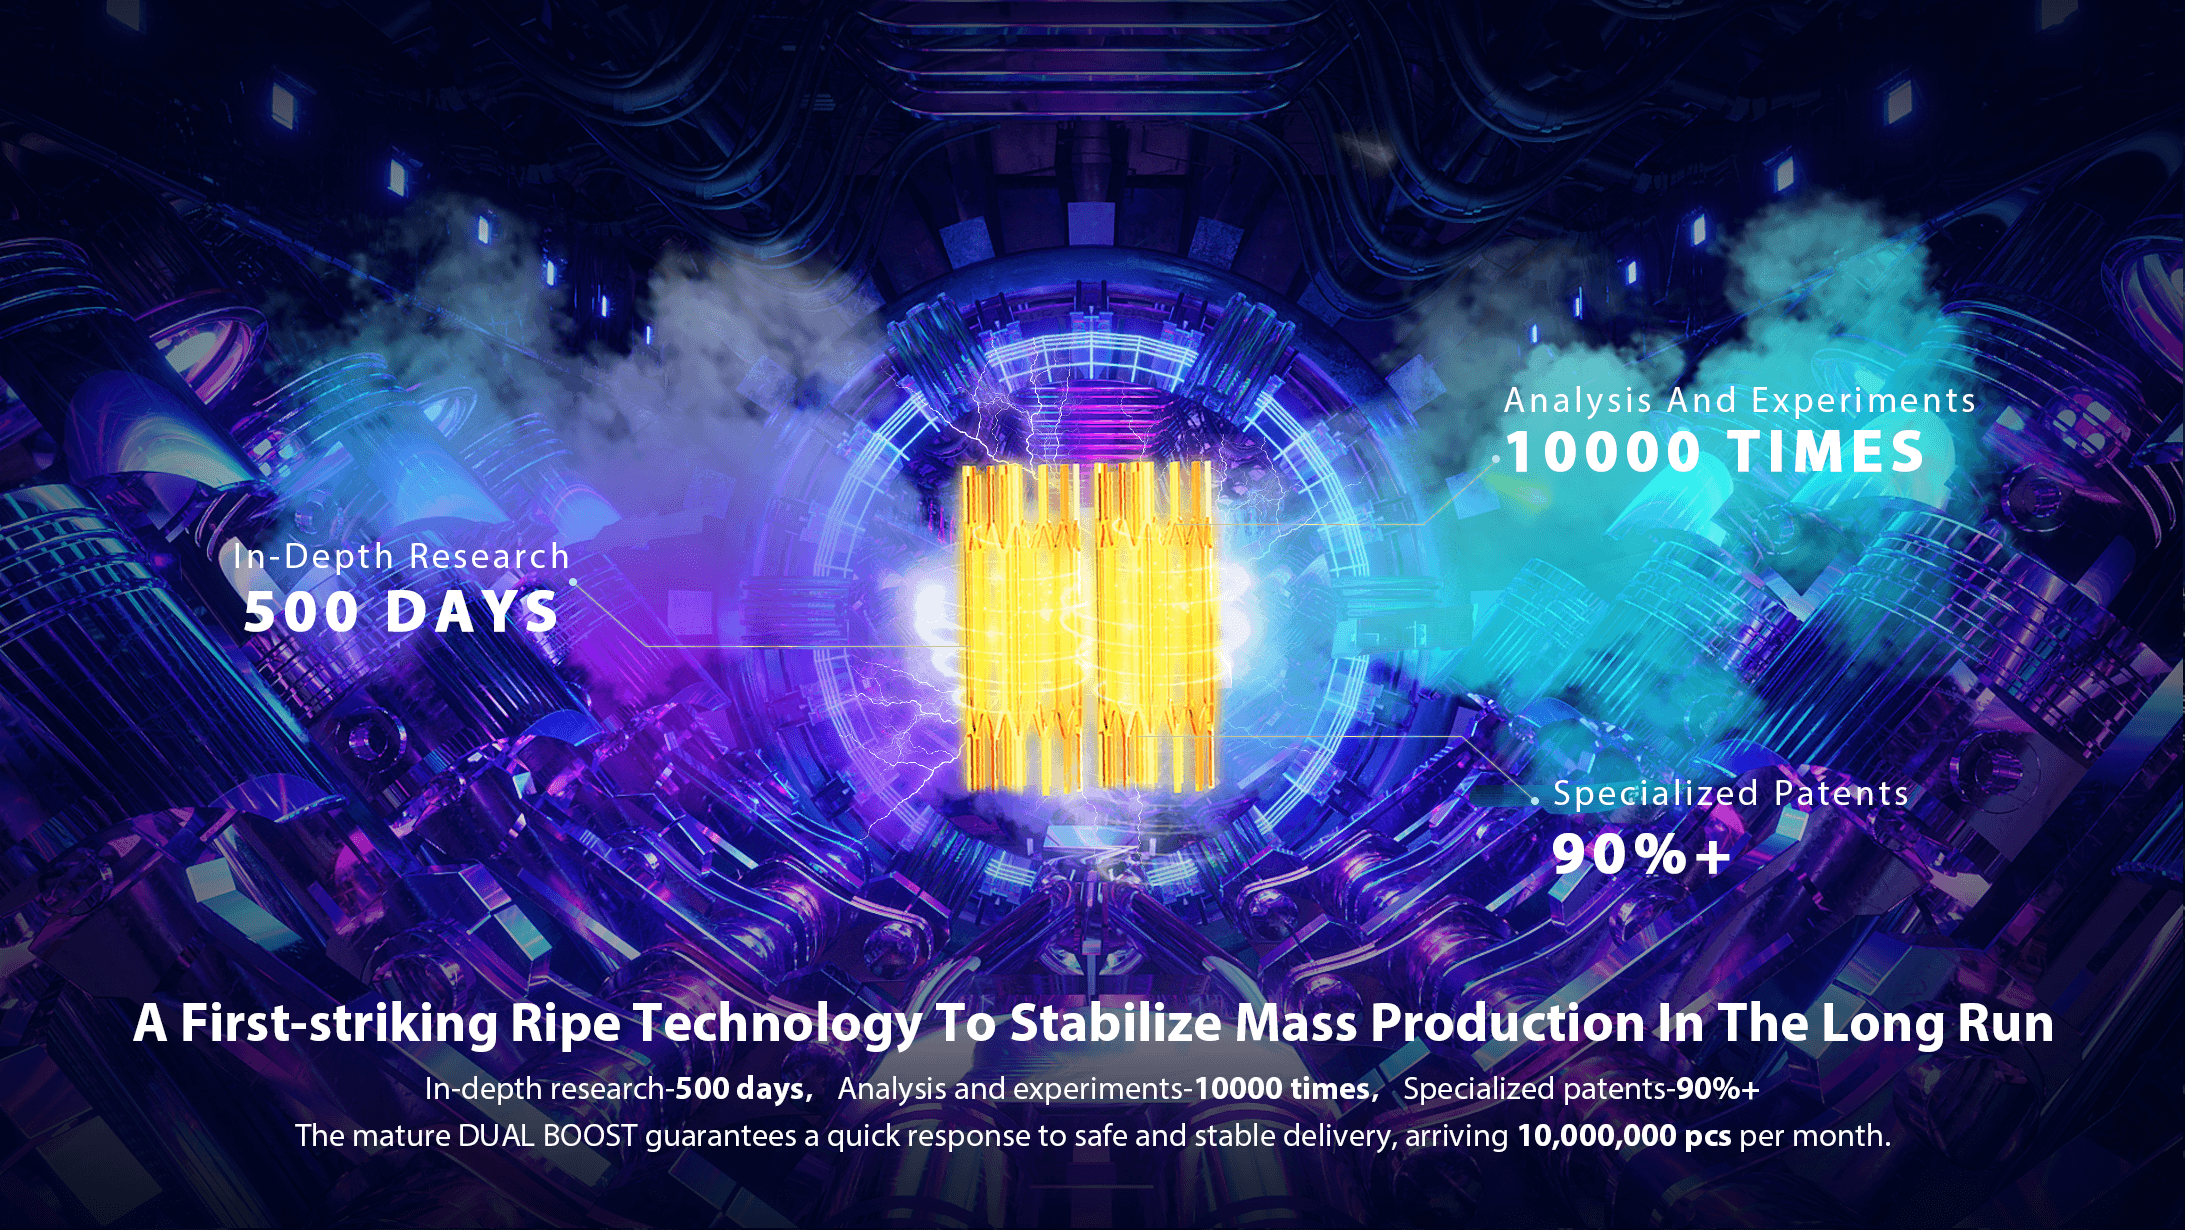 Analysis And Experiments
10000 TIMES
In-Depth Research
500 DAYS
Specialized Patents
90%+
A First-striking Ripe Technology To Stabilize Mass Production In The Long Run
In-depth research-500 days, Analysis and experiments-10000 times, Specialized patents-90%+
The mature DUAL BOOST guarantees a quick response to safe and stable delivery, arriving 10,000,000 pcs per month.